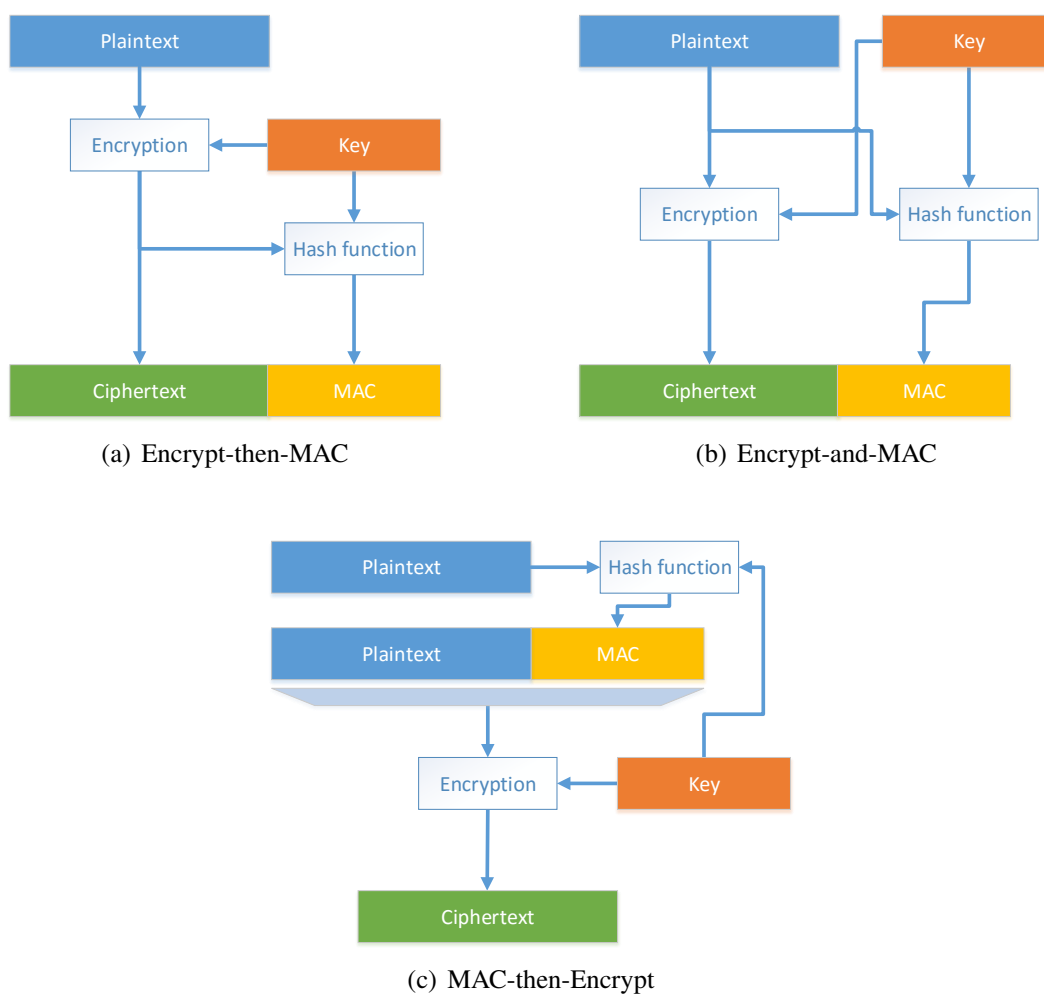 Plaintext
Encryption
Key
Hash function
Ciphertext
MAC
(a) Encrypt-then-MAC
Plaintext
Key
Encryption
Hash function
Ciphertext
MAC
(b) Encrypt-and-MAC
Plaintext
Hash function
Plaintext
MAC
Encryption
Key
Ciphertext
(c) MAC-then-Encrypt